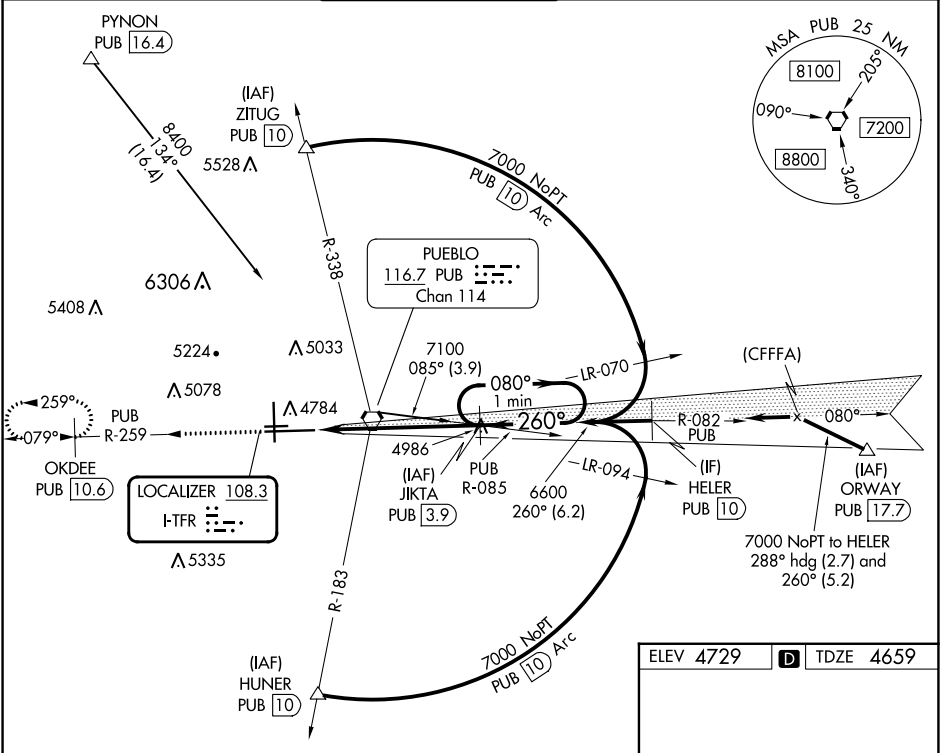 PYNON
PUB 16.4
8400
134°
(16.4)
(IAF)
ZITUG
PUB 10
5528
7000 NoPT
PUB 10 Arc
MSA PUB 25 NM
8100
205°
090°
7200
8800
340°
R-338
PUEBLO
116.7 PUB
Chan 114
6306
5408
5224
5033
5078
4784
7100
085° (3.9)
LR-070
(CFFFA)
080°
1 min
260°
R-082
PUB
080°
259°
079°
PUB
R-259
OKDEE
PUB 10.6
4986
(IAF)
JIKTA
PUB 3.9
PUB
R-085
LR-094
6600
260° (6.2)
(IF)
HELER
PUB 10
(IAF)
ORWAY
PUB 17.7
LOCALIZER 108.3
I-TFR
7000 NoPT to HELER
288° hdg (2.7) and
260° (5.2)
5335
R-183
7000 NoPT
PUB 10 Arc
(IAF)
HUNER
PUB 10
ELEV 4729 D TDZE 4659